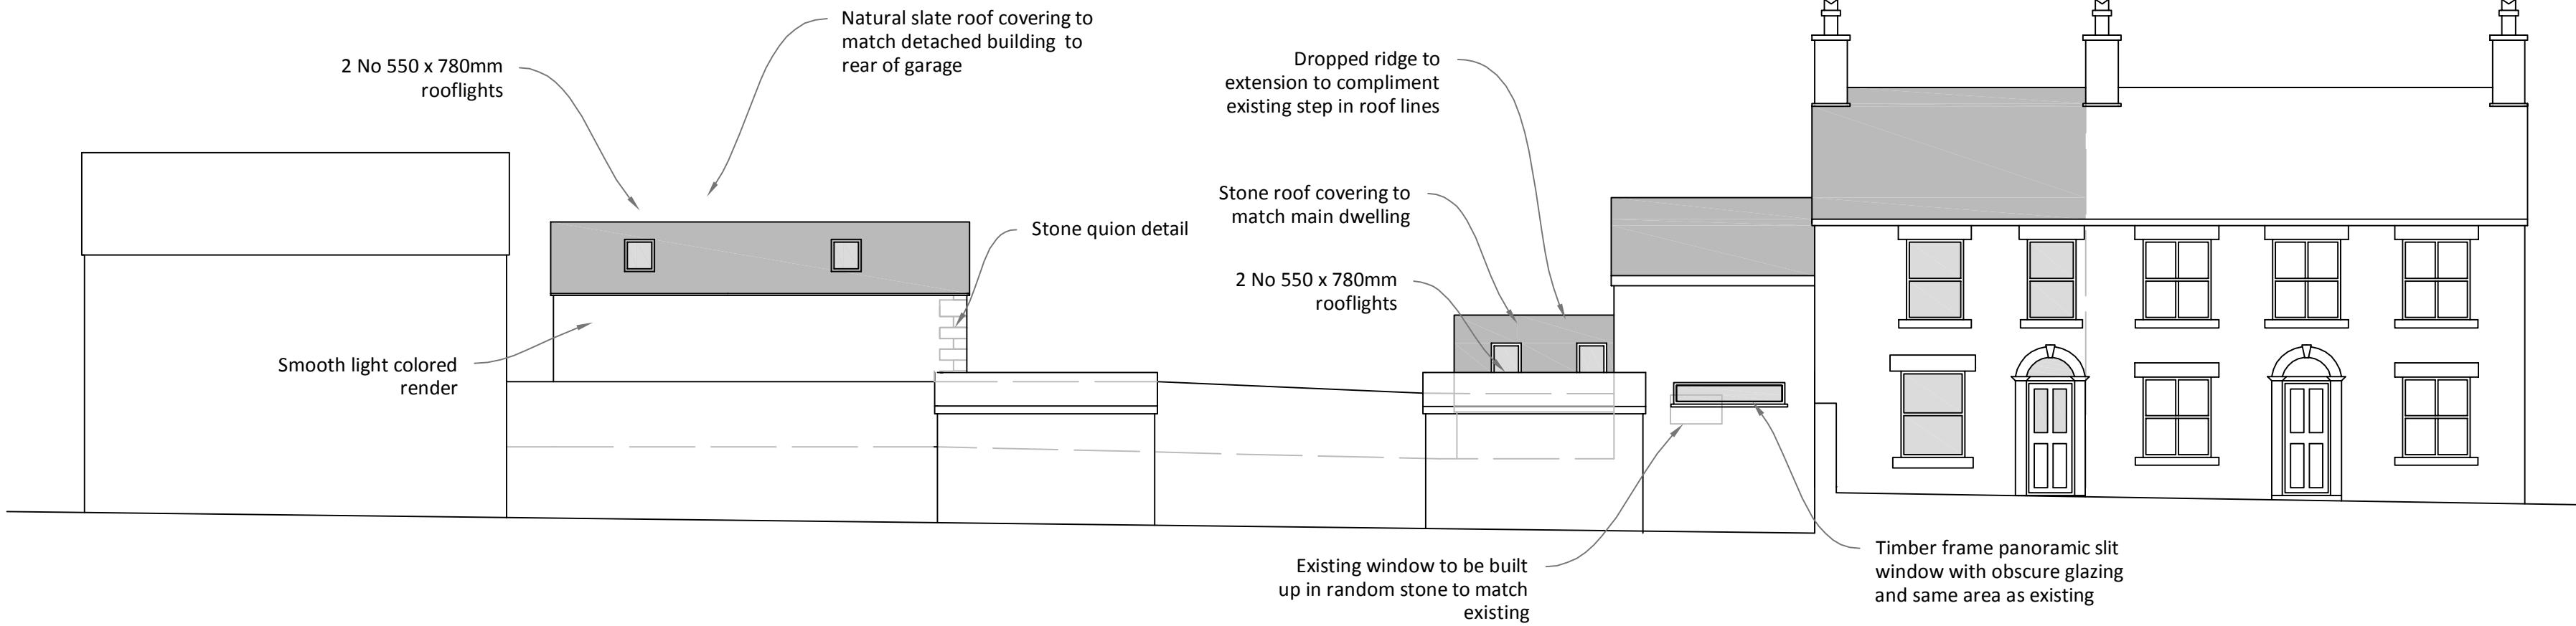 Natural slate roof covering to
match detached building to
rear of garage
2 No 550 x 780mm
rooflights
Dropped ridge to
extension to compliment
existing step in roof lines
Stone roof covering to
match main dwelling
Stone quion detail
2 No 550 x 780mm
rooflights
Smooth light colored
render
Existing window to be built
up in random stone to match
existing
Timber frame panoramic slit
window with obscure glazing
and same area as existing